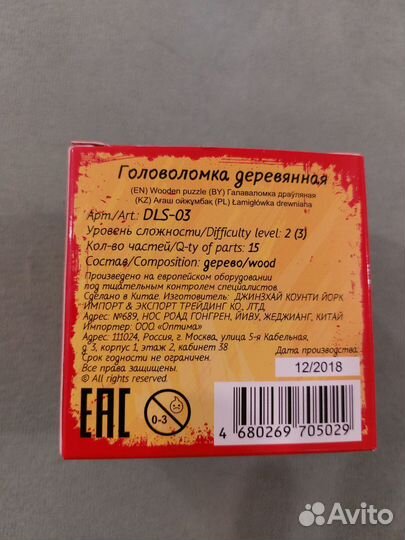 Головоломка деревянная
(EN) Wooden puzzle (BY) Галаваломка драўляная
(KZ) Ағаш ойжұмбақ (PL) Łamigłówka drewniana
Арт./Art.: DLS-03
Уровень сложности/Difficulty level: 2 (3)
Кол-во частей/Q-ty of parts: 15
Состав/Composition: дерево/wood
Произведено на европейском оборудовании
под тщательным контролем специалистов.
Сделано в Китае. Изготовитель: ДЖИНХАЙ КОУНТИ ЙОРК
ИМПОРТ & ЭКСПОРТ ТРЕЙДИНГ КО., ЛТД.
Адрес: №689, НОС РОАД ГОНГРЕН, ЙИВУ, ЖЕДЖИАНГ, КИТАЙ
Импортер: ООО «Оптима»
Адрес: 111024, Россия, г. Москва, улица 5-я Кабельная,
д. 3, корпус 1, этаж 2, кабинет 38
Срок годности не ограничен.
Все права защищены.
© All rights reserved.
Дата производства:
12/2018
EAC
0-3
4 680269 705029
Avito